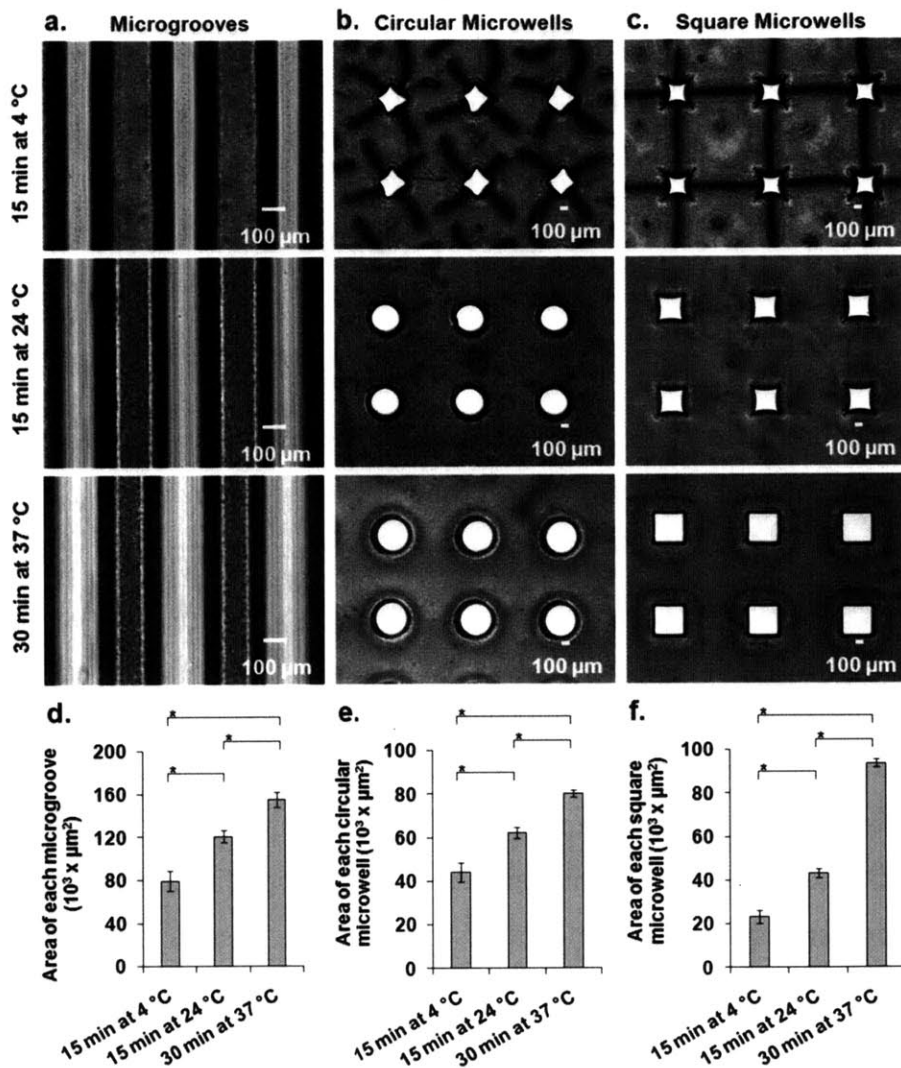 a. Microgrooves
b. Circular Microwells
c. Square Microwells
15 min at 4 °C
100 µm
100 µm
100 µm
15 min at 24 °C
100 µm
100 µm
100 µm
30 min at 37 °C
100 µm
100 µm
100 µm
d.
Area of each microgroove
(10³ x µm²)
200
160
120
80
40
0
*
*
*
15 min at 4 °C
15 min at 24 °C
30 min at 37 °C
e.
Area of each circular
microwell (10³ x µm²)
100
80
60
40
20
0
*
*
*
15 min at 4 °C
15 min at 24 °C
30 min at 37 °C
f.
Area of each square
microwell (10³ x µm²)
100
80
60
40
20
0
*
*
*
15 min at 4 °C
15 min at 24 °C
30 min at 37 °C